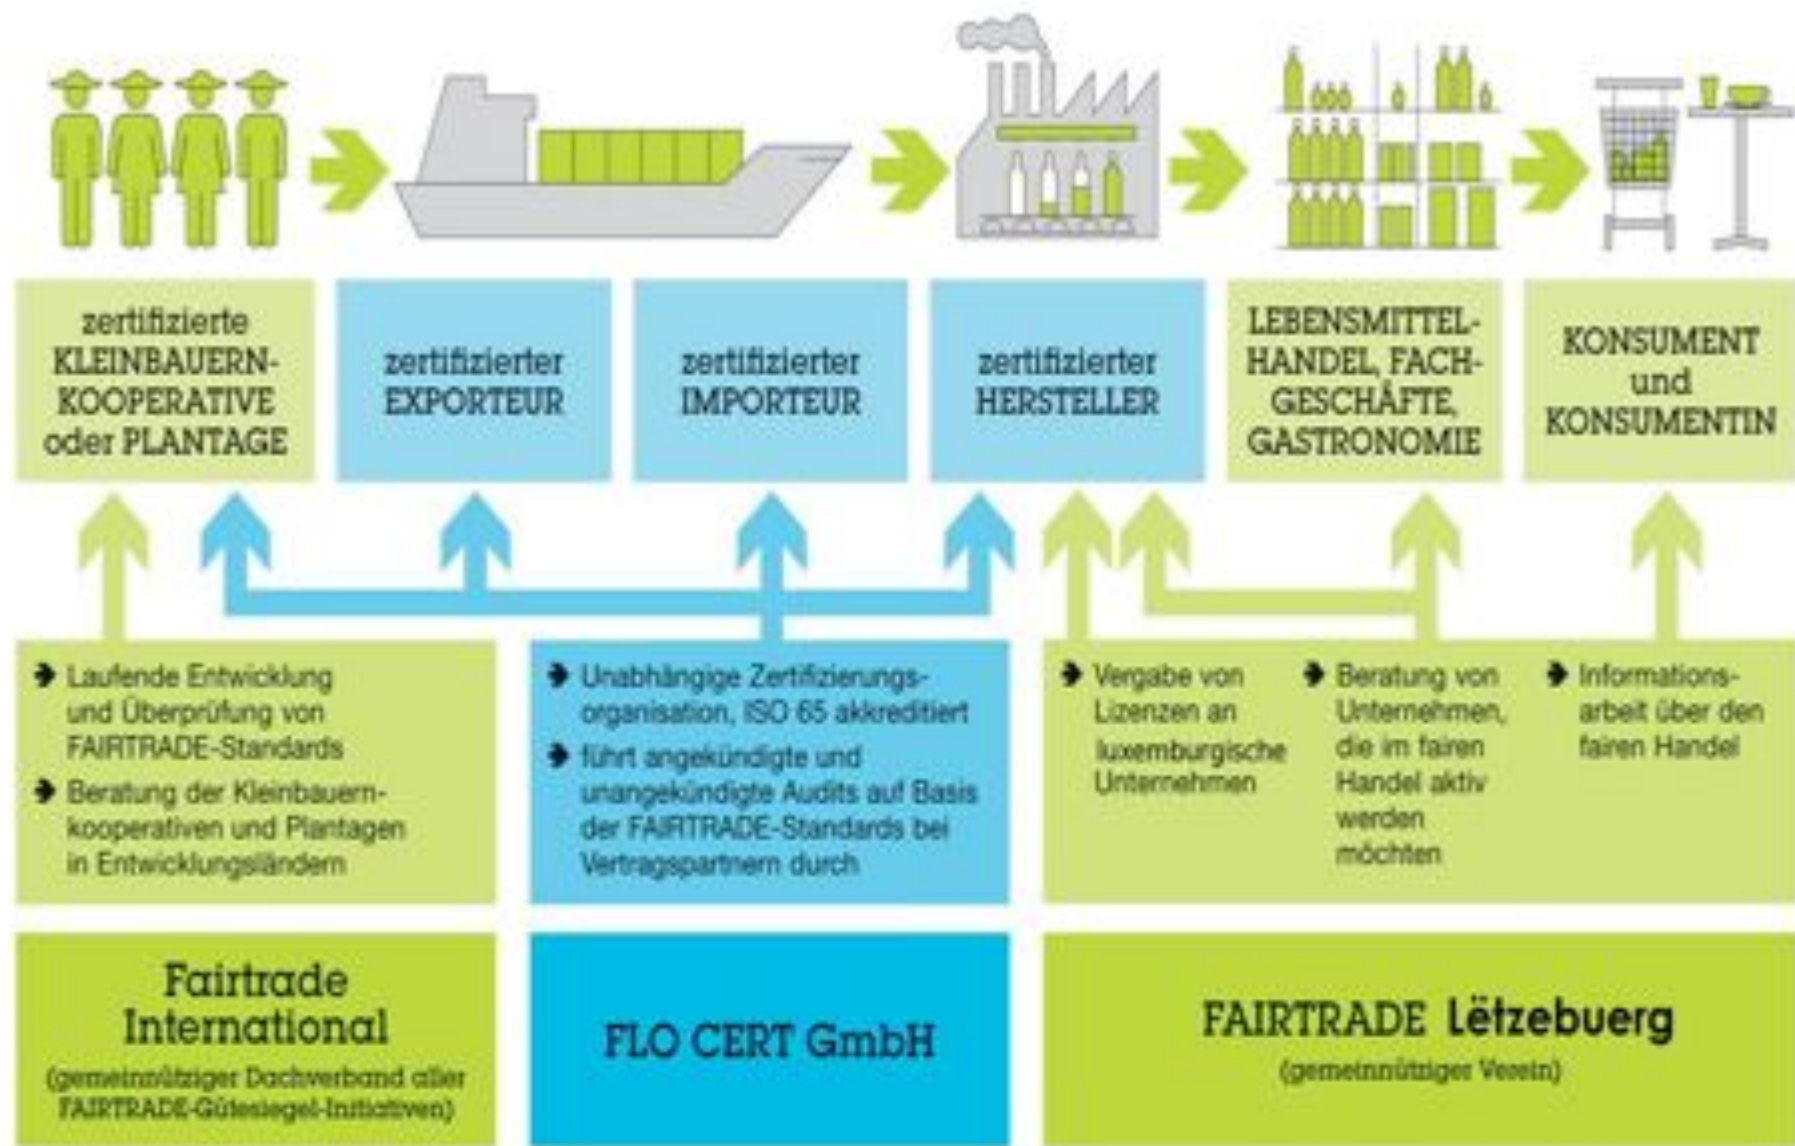 zertifizierte
KLEINBAUERN-
KOOPERATIVE
oder PLANTAGE
zertifizierter
EXPORTEUR
zertifizierter
IMPORTEUR
zertifizierter
HERSTELLER
LEBENSMITTEL-
HANDEL, FACH-
GESCHÄFTE,
GASTRONOMIE
KONSUMENT
und
KONSUMENTIN
Laufende Entwicklung
und Überprüfung von
FAIRTRADE-Standards
Beratung der Kleinbauern-
kooperativen und Plantagen
in Entwicklungsländern
Unabhängige Zertifizierungs-
organisation, ISO 65 akkreditiert
führt angekündigte und
unangekündigte Audits auf Basis
der FAIRTRADE-Standards bei
Vertragspartnern durch
Vergabe von
Lizenzen an
luxemburgische
Unternehmen
Beratung von
Unternehmen,
die im fairen
Handel aktiv
werden
möchten
Informations-
arbeit über den
fairen Handel
Fairtrade
International
(gemeinnütziger Dachverband aller
FAIRTRADE-Gütesiegel-Initiativen)
FLO CERT GmbH
FAIRTRADE Lëtzebuerg
(gemeinnütziger Verein)